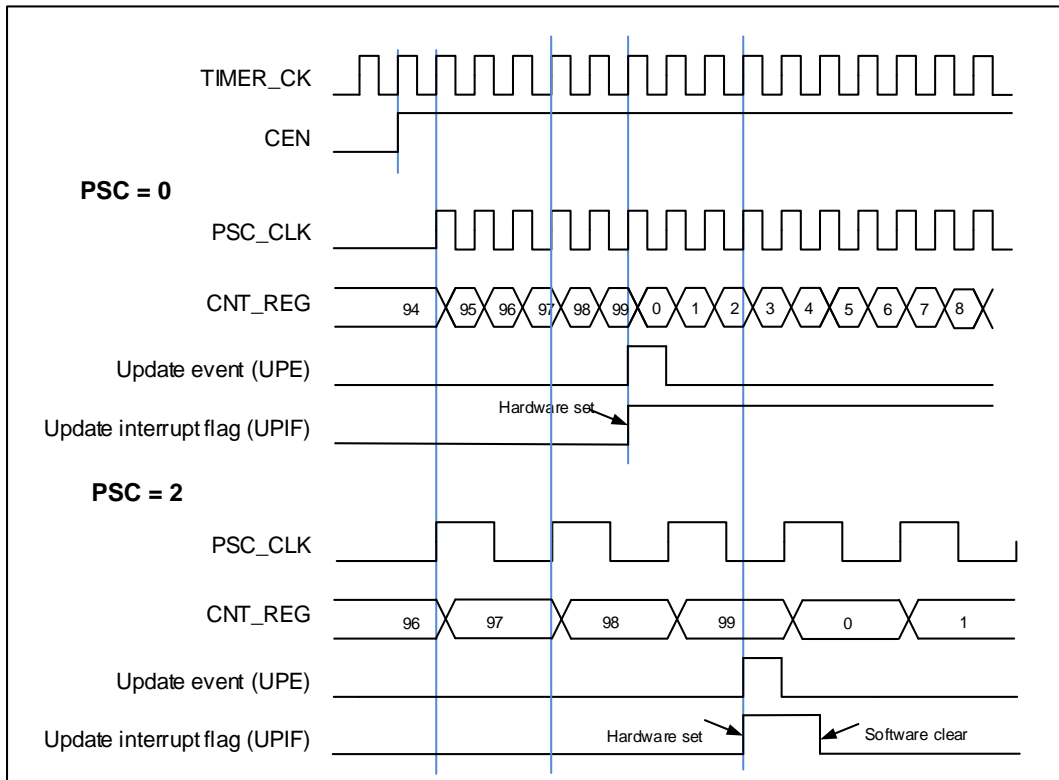 TIMER_CK
CEN
PSC = 0
PSC_CLK
CNT_REG 94 95 96 97 98 99 0 1 2 3 4 5 6 7 8
Update event (UPE)
Hardware set
Update interrupt flag (UPIF)
PSC = 2
PSC_CLK
CNT_REG 96 97 98 99 0 1
Update event (UPE)
Update interrupt flag (UPIF) Hardware set Software clear